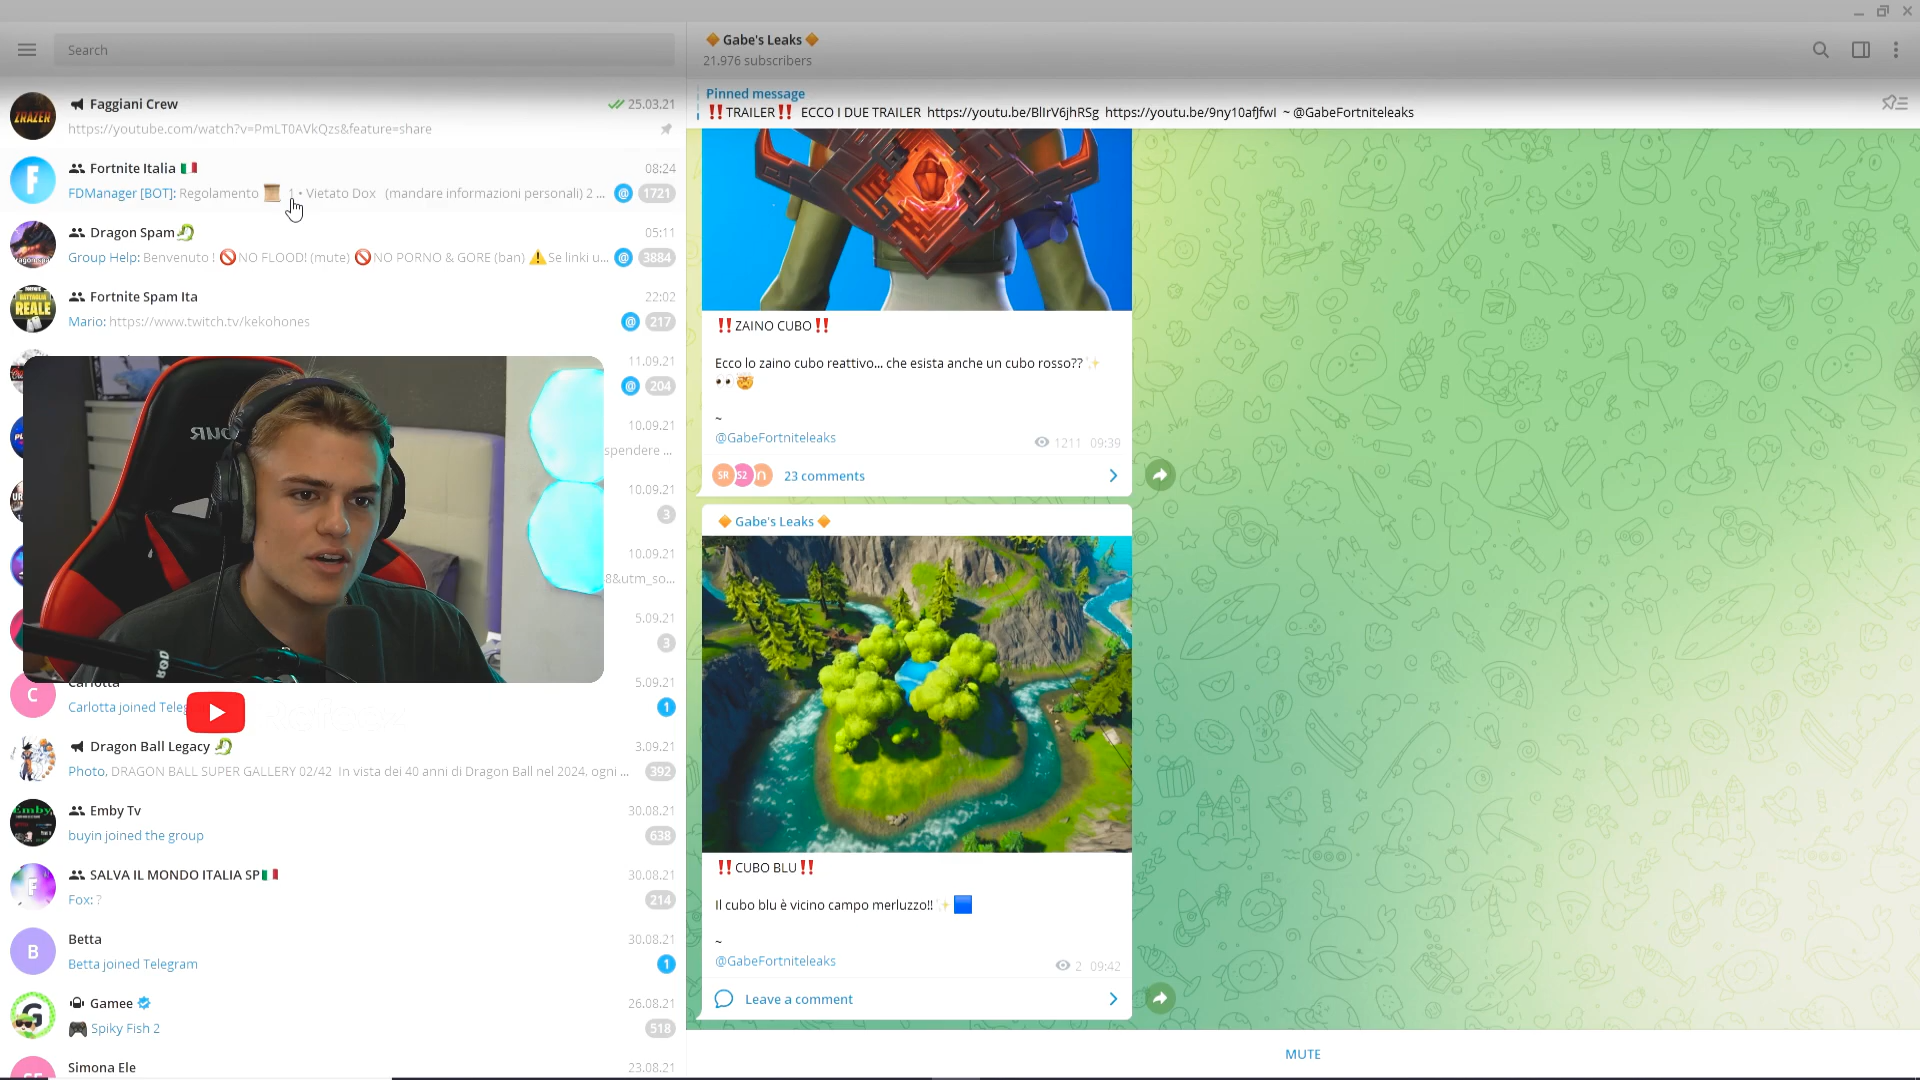 Search
Faggiani Crew
25.03.21
https://youtube.com/watch?v=PmLT0AVkQzs&feature=share
Fortnite Italia
08:24
FDManager [BOT]: Regolamento 📜 1 • Vietato Dox (mandare informazioni personali) 2 ...
@ 1721
Dragon Spam
05:11
Group Help: Benvenuto ! 🚫NO FLOOD! (mute) 🚫NO PORNO & GORE (ban) ⚠️Se linki u...
@ 3884
Fortnite Spam Ita
22:02
Mario: https://www.twitch.tv/kekohones
@ 217
11.09.21
@ 204
10.09.21
spendere ...
10.09.21
3
10.09.21
8&utm_so...
5.09.21
3
Carlotta
5.09.21
Carlotta joined Teleg
1
Dragon Ball Legacy
3.09.21
Photo, DRAGON BALL SUPER GALLERY 02/42 In vista dei 40 anni di Dragon Ball nel 2024, ogni ...
392
Emby Tv
30.08.21
buyin joined the group
638
SALVA IL MONDO ITALIA SP
30.08.21
Fox: ?
214
B
Betta
30.08.21
Betta joined Telegram
1
Gamee
26.08.21
Spiky Fish 2
518
Simona Ele
23.08.21
🔶 Gabe's Leaks 🔶
21.976 subscribers
Pinned message
‼️TRAILER‼️ ECCO I DUE TRAILER https://youtu.be/BlIrV6jhRSg https://youtu.be/9ny10afJfwI ~ @GabeFortniteleaks
‼️ZAINO CUBO‼️
Ecco lo zaino cubo reattivo... che esista anche un cubo rosso?? ✨
👀🤯
~
@GabeFortniteleaks
1211 09:39
SR S2 n 23 comments
🔶 Gabe's Leaks 🔶
‼️CUBO BLU‼️
Il cubo blu è vicino campo merluzzo!! ✨ 🟦
~
@GabeFortniteleaks
2 09:42
Leave a comment
MUTE